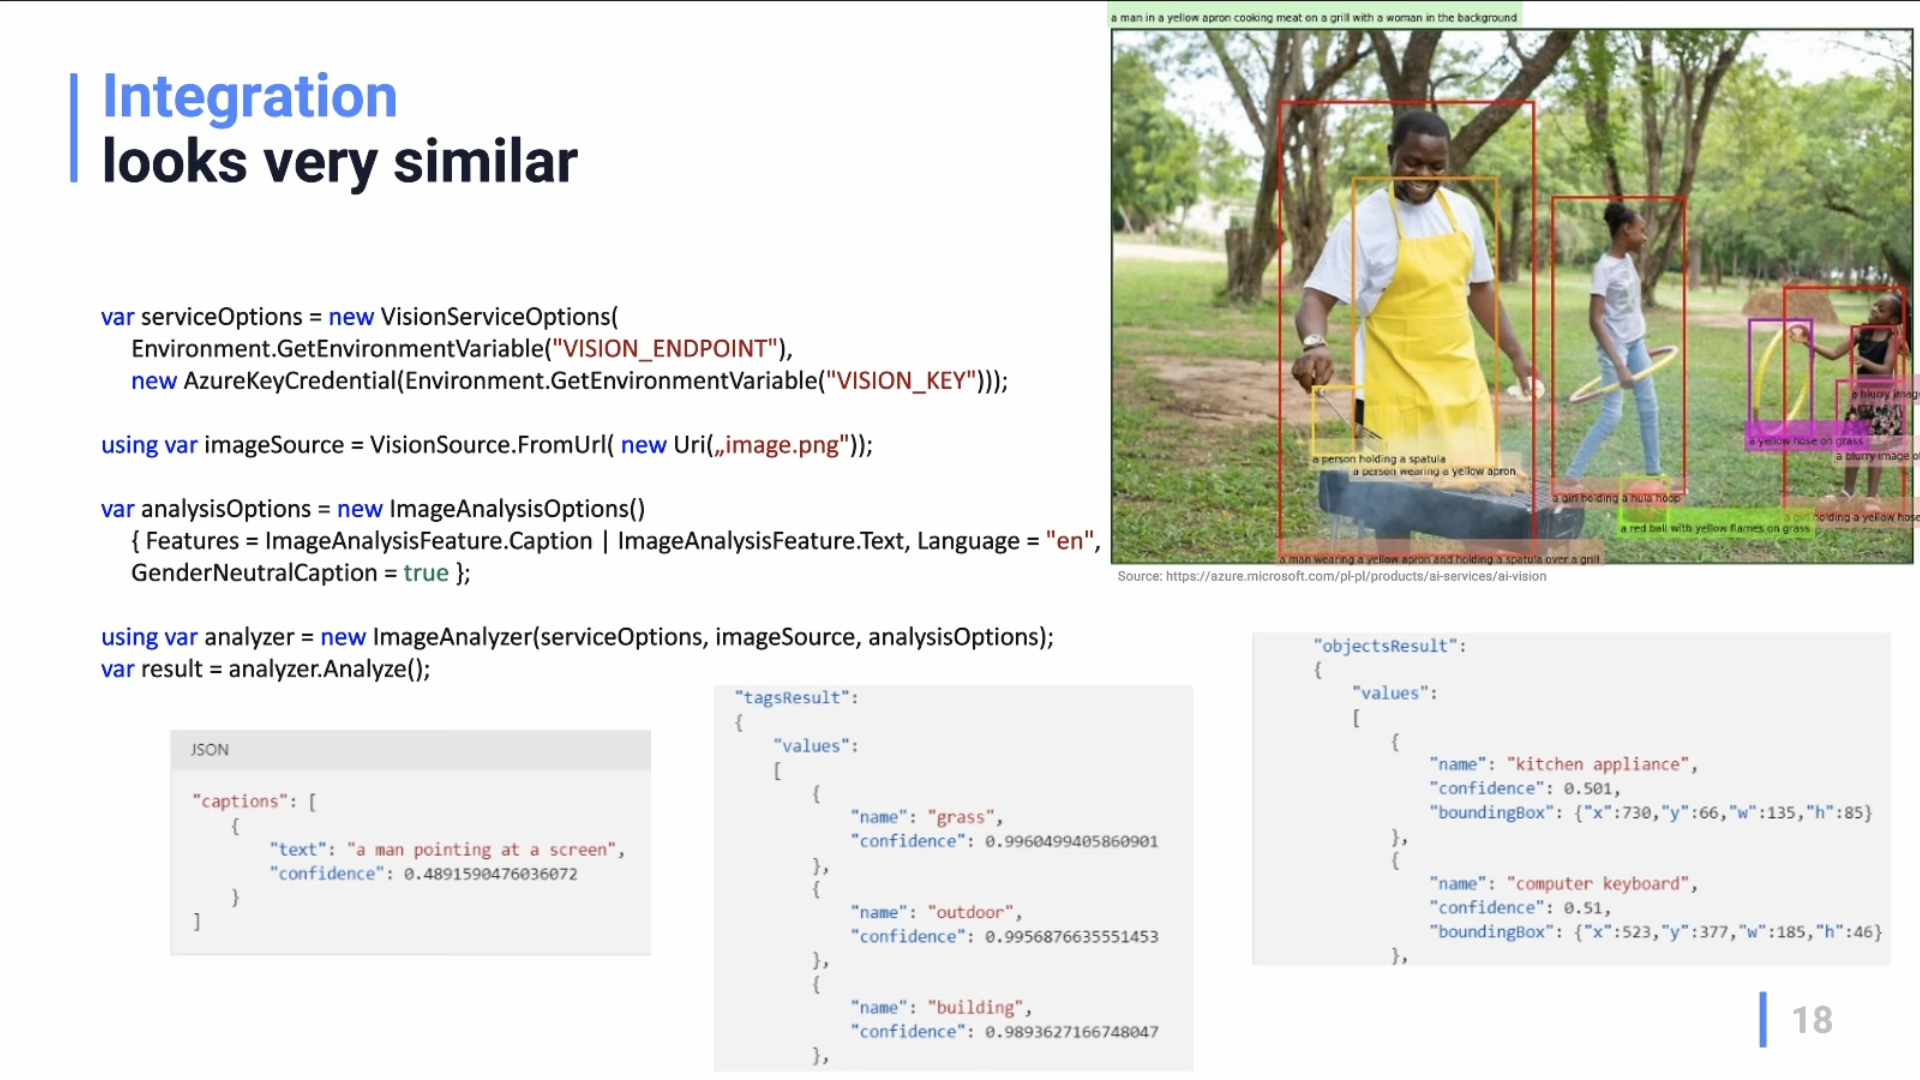 Integration
looks very similar
var serviceOptions = new VisionServiceOptions(
Environment.GetEnvironmentVariable("VISION_ENDPOINT"),
new AzureKeyCredential(Environment.GetEnvironmentVariable("VISION_KEY")));
using var imageSource = VisionSource.FromUrl( new Uri(„image.png"));
var analysisOptions = new ImageAnalysisOptions()
{ Features = ImageAnalysisFeature.Caption | ImageAnalysisFeature.Text, Language = "en",
GenderNeutralCaption = true };
using var analyzer = new ImageAnalyzer(serviceOptions, imageSource, analysisOptions);
var result = analyzer.Analyze();
a man in a yellow apron cooking meat on a grill with a woman in the background
a blurry imag
a yellow hose on grass
a blurry image o
a person holding a spatula
a person wearing a yellow apron
a girl holding a hula hoop
a girl holding a yellow hose
a red ball with yellow flames on grass
a man wearing a yellow apron and holding a spatula over a grill
Source: https://azure.microsoft.com/pl-pl/products/ai-services/ai-vision
JSON
"captions": [
{
"text": "a man pointing at a screen",
"confidence": 0.4891590476036072
}
]
"tagsResult":
{
"values":
[
{
"name": "grass",
"confidence": 0.9960499405860901
},
{
"name": "outdoor",
"confidence": 0.9956876635551453
},
{
"name": "building",
"confidence": 0.9893627166748047
},
"objectsResult":
{
"values":
[
{
"name": "kitchen appliance",
"confidence": 0.501,
"boundingBox": {"x":730,"y":66,"w":135,"h":85}
},
{
"name": "computer keyboard",
"confidence": 0.51,
"boundingBox": {"x":523,"y":377,"w":185,"h":46}
},
18